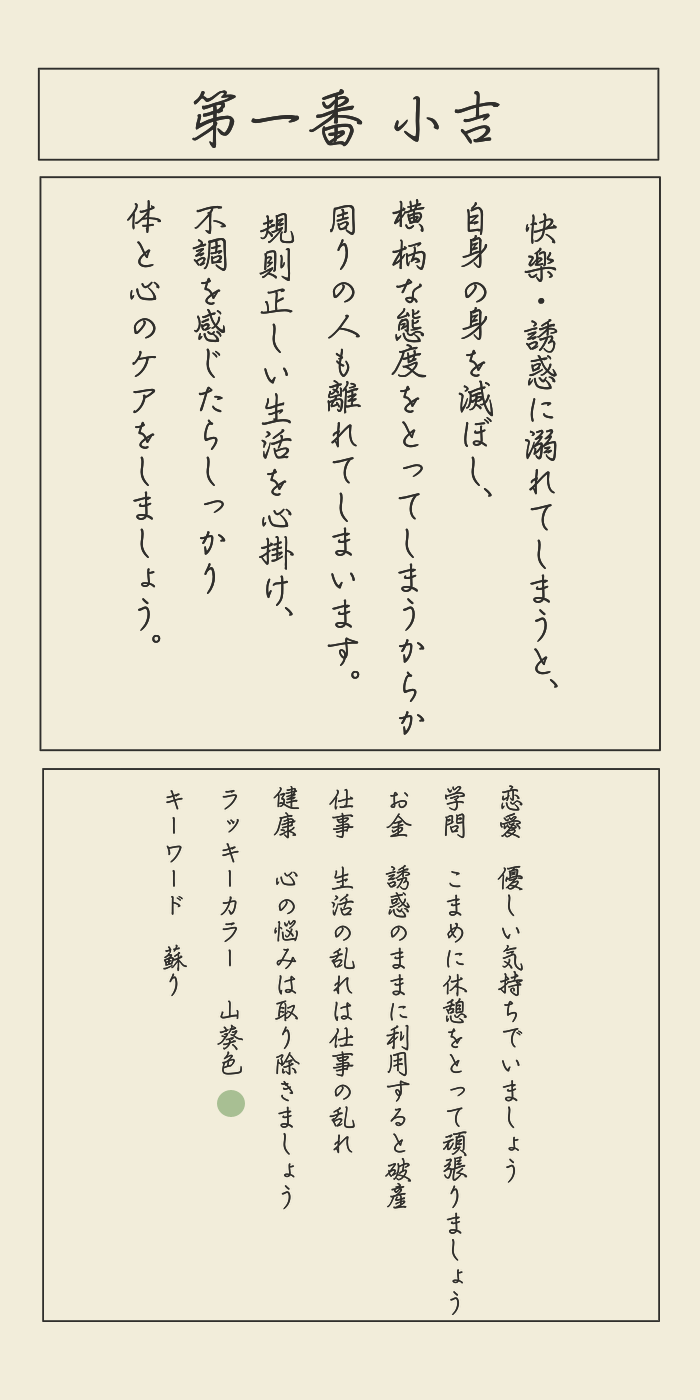 第一番 小吉
快楽・誘惑に溺れてしまうと、
自身の身を滅ぼし、
横柄な態度をとってしまうからか
周りの人も離れてしまいます。
規則正しい生活を心掛け、
不調を感じたらしっかり
体と心のケアをしましょう。
恋愛 優しい気持ちでいましょう
学問 こまめに休憩をとって頑張りましょう
お金 誘惑のままに利用すると破産
仕事 生活の乱れは仕事の乱れ
健康 心の悩みは取り除きましょう
ラッキーカラー 山葵色
キーワード 蘇り